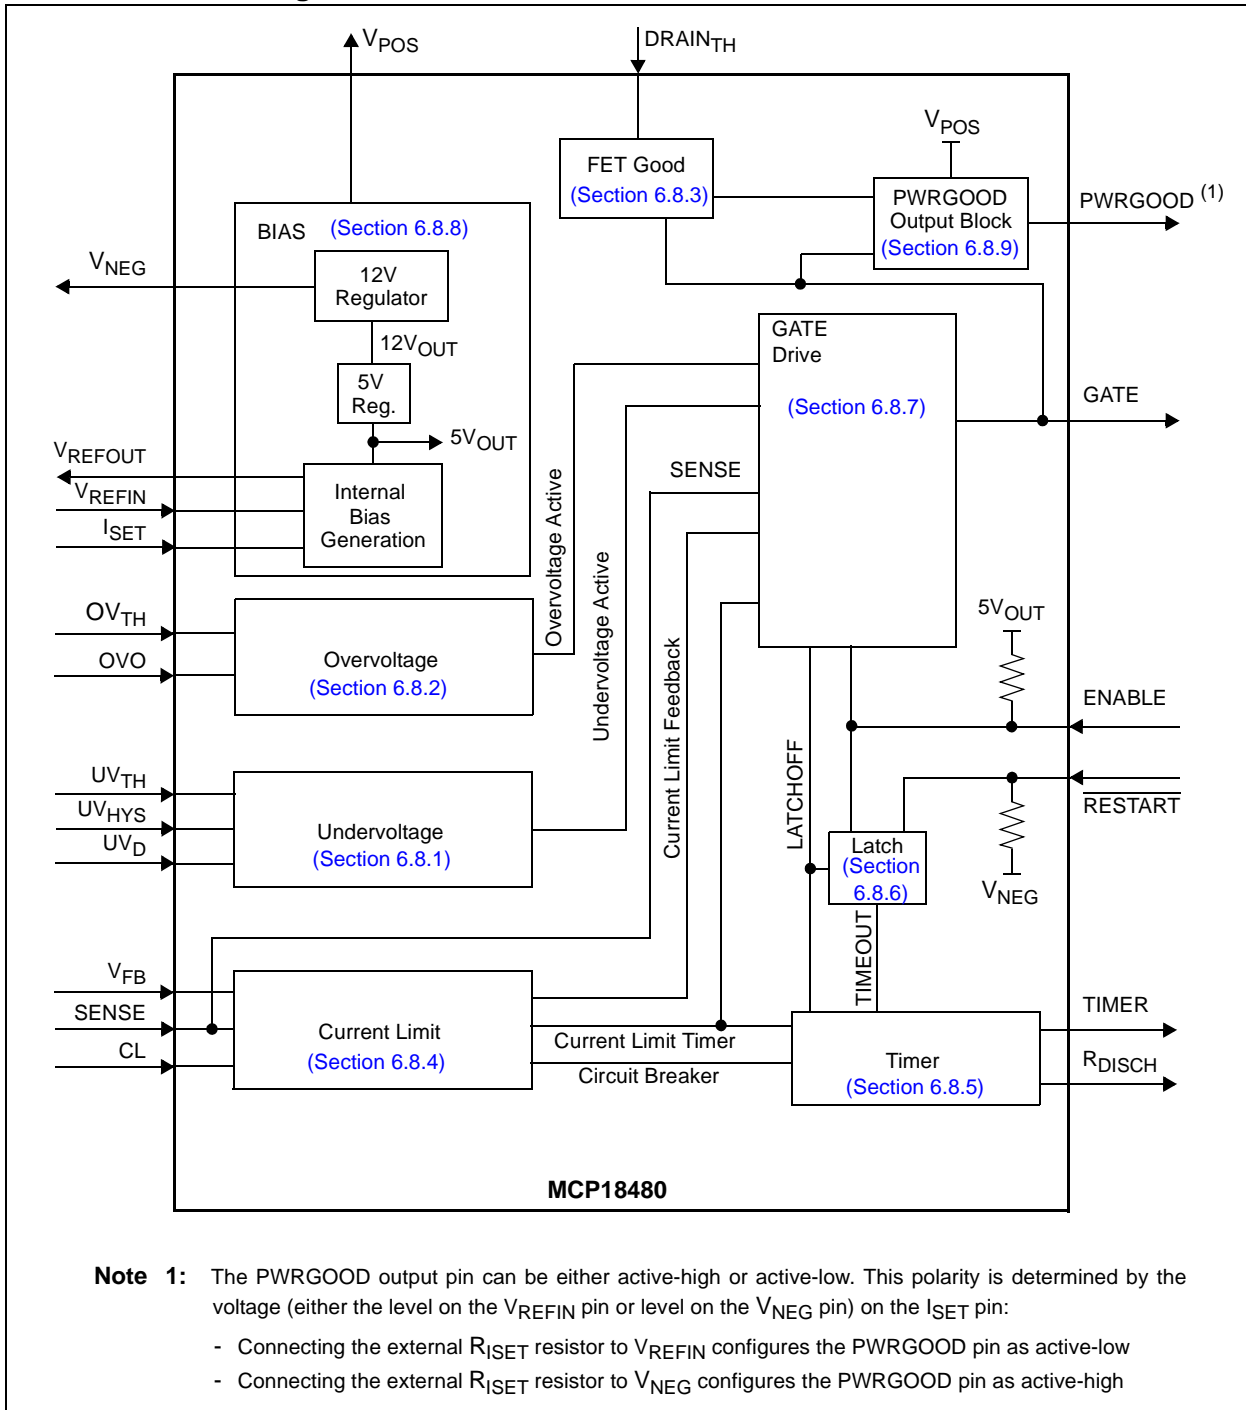 VPOS
DRAINTH
FET Good
(Section 6.8.3)
VPOS
PWRGOOD
Output Block
(Section 6.8.9)
PWRGOOD (1)
BIAS (Section 6.8.8)
VNEG
12V
Regulator
12VOUT
5V
Reg.
5VOUT
VREFOUT
VREFIN
ISET
Internal
Bias
Generation
GATE
Drive
(Section 6.8.7)
GATE
SENSE
Overvoltage Active
Undervoltage Active
Current Limit Feedback
OVTH
OVO
Overvoltage
(Section 6.8.2)
5VOUT
ENABLE
RESTART
VNEG
UVTH
UVHYS
UVD
Undervoltage
(Section 6.8.1)
LATCHOFF
Latch
(Section
6.8.6)
TIMEOUT
VFB
SENSE
CL
Current Limit
(Section 6.8.4)
Current Limit Timer
Circuit Breaker
Timer
(Section 6.8.5)
TIMER
RDISCH
MCP18480
Note 1: The PWRGOOD output pin can be either active-high or active-low. This polarity is determined by the
voltage (either the level on the VREFIN pin or level on the VNEG pin) on the ISET pin:
- Connecting the external RISET resistor to VREFIN configures the PWRGOOD pin as active-low
- Connecting the external RISET resistor to VNEG configures the PWRGOOD pin as active-high